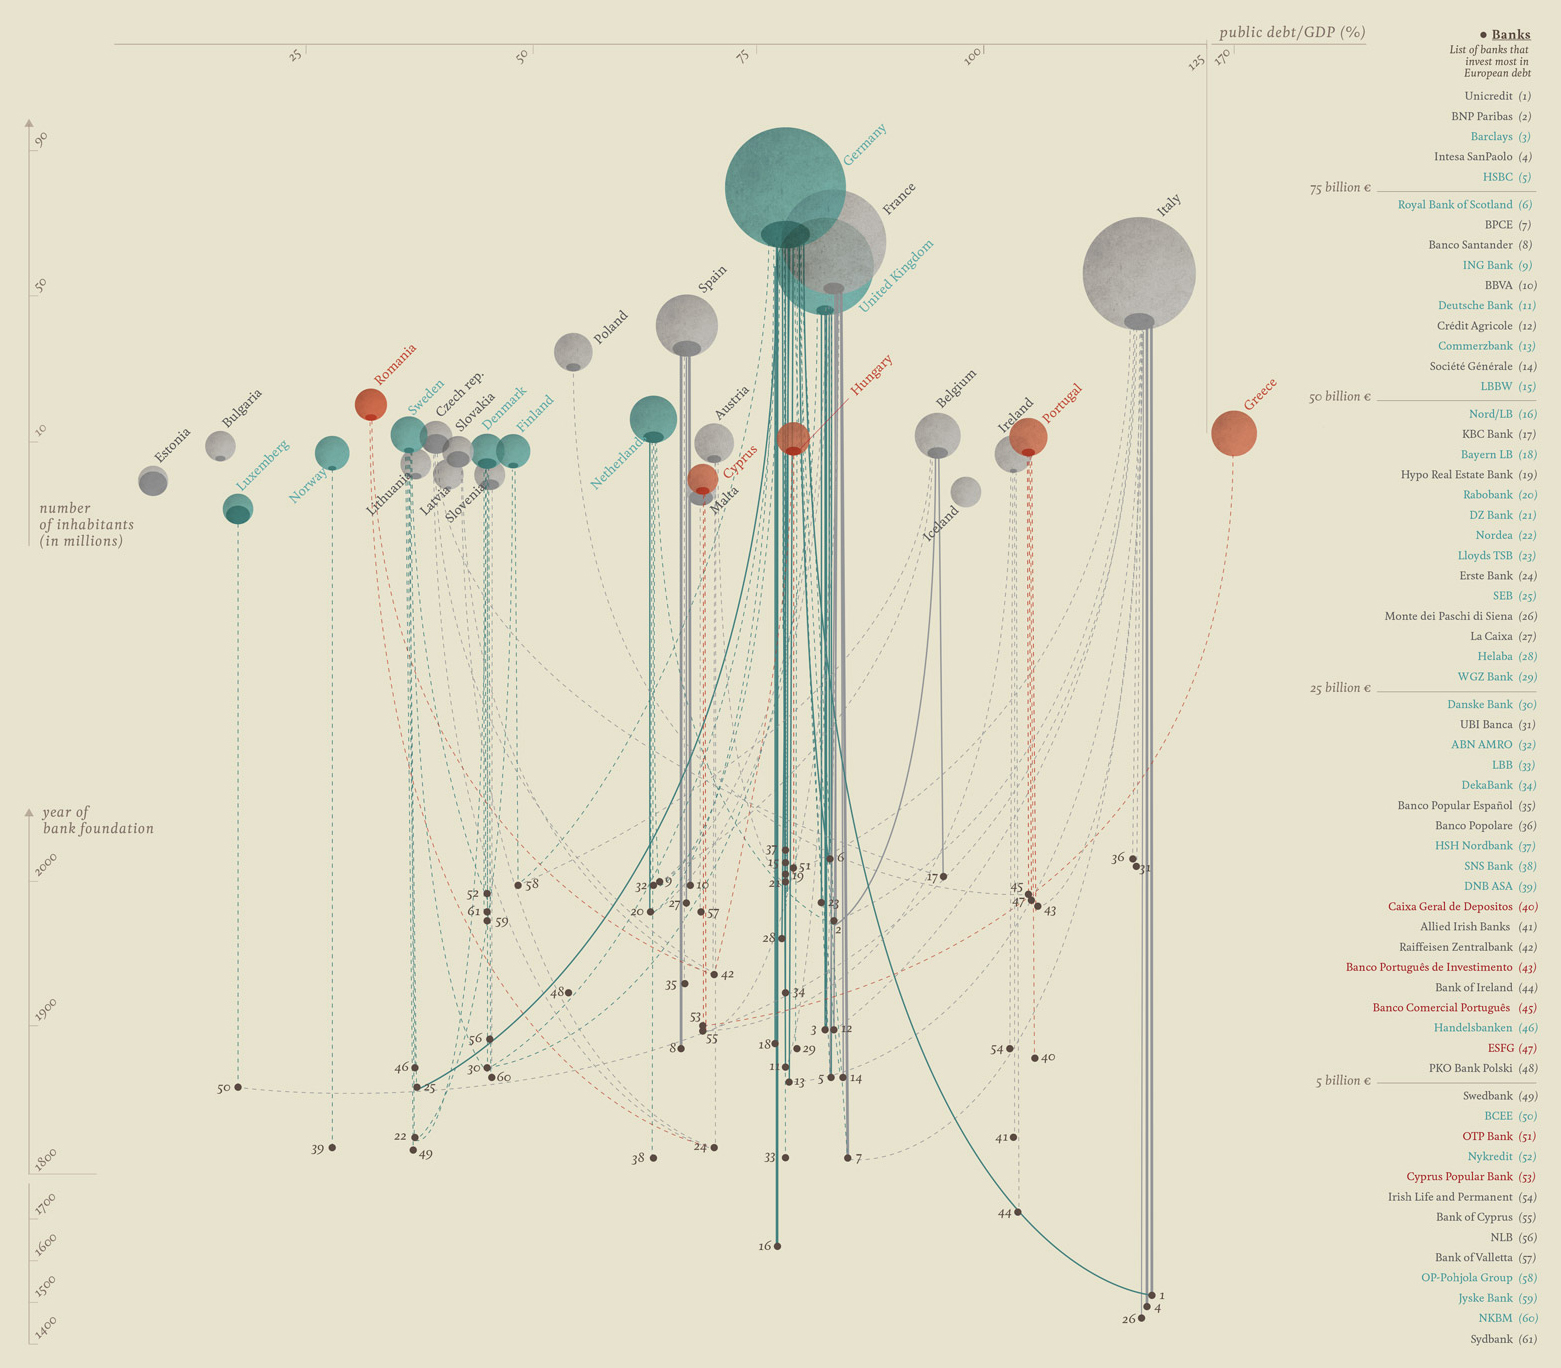 public debt/GDP (%)
25
50
75
100
125
170
90
50
10
number
of inhabitants
(in millions)
year of
bank foundation
2000
1900
1800
1700
1600
1500
1400
Estonia
Bulgaria
Luxemberg
Norway
Romania
Sweden
Czech rep.
Slovakia
Denmark
Finland
Lithuania
Latvia
Slovenia
Poland
Netherland
Spain
Austria
Cyprus
Malta
Germany
France
United Kingdom
Hungary
Belgium
Iceland
Ireland
Portugal
Italy
Greece
37
15
51
19
21
6
36
31
17
52
58
32
9
10
45
47
43
61
59
20
27
57
23
2
28
42
35
48
34
53
55
3
12
56
8
18
29
54
40
46
30
60
11
13
5
14
50
25
22
49
41
39
24
38
33
7
44
16
1
4
26
Banks
List of banks that
invest most in
European debt
Unicredit (1)
BNP Paribas (2)
Barclays (3)
Intesa SanPaolo (4)
HSBC (5)
75 billion €
Royal Bank of Scotland (6)
BPCE (7)
Banco Santander (8)
ING Bank (9)
BBVA (10)
Deutsche Bank (11)
Crédit Agricole (12)
Commerzbank (13)
Société Générale (14)
LBBW (15)
50 billion €
Nord/LB (16)
KBC Bank (17)
Bayern LB (18)
Hypo Real Estate Bank (19)
Rabobank (20)
DZ Bank (21)
Nordea (22)
Lloyds TSB (23)
Erste Bank (24)
SEB (25)
Monte dei Paschi di Siena (26)
La Caixa (27)
Helaba (28)
WGZ Bank (29)
25 billion €
Danske Bank (30)
UBI Banca (31)
ABN AMRO (32)
LBB (33)
DekaBank (34)
Banco Popular Español (35)
Banco Popolare (36)
HSH Nordbank (37)
SNS Bank (38)
DNB ASA (39)
Caixa Geral de Depositos (40)
Allied Irish Banks (41)
Raiffeisen Zentralbank (42)
Banco Português de Investimento (43)
Bank of Ireland (44)
Banco Comercial Português (45)
Handelsbanken (46)
ESFG (47)
PKO Bank Polski (48)
5 billion €
Swedbank (49)
BCEE (50)
OTP Bank (51)
Nykredit (52)
Cyprus Popular Bank (53)
Irish Life and Permanent (54)
Bank of Cyprus (55)
NLB (56)
Bank of Valletta (57)
OP-Pohjola Group (58)
Jyske Bank (59)
NKBM (60)
Sydbank (61)